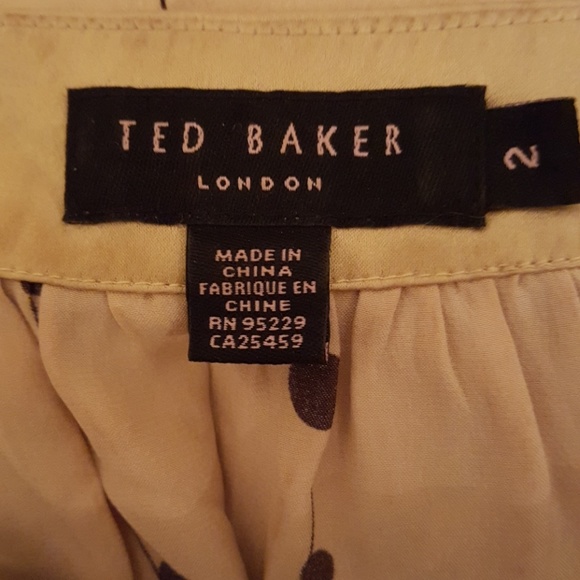 TED BAKER
LONDON
2
MADE IN
CHINA
FABRIQUE EN
CHINE
RN 95229
CA25459